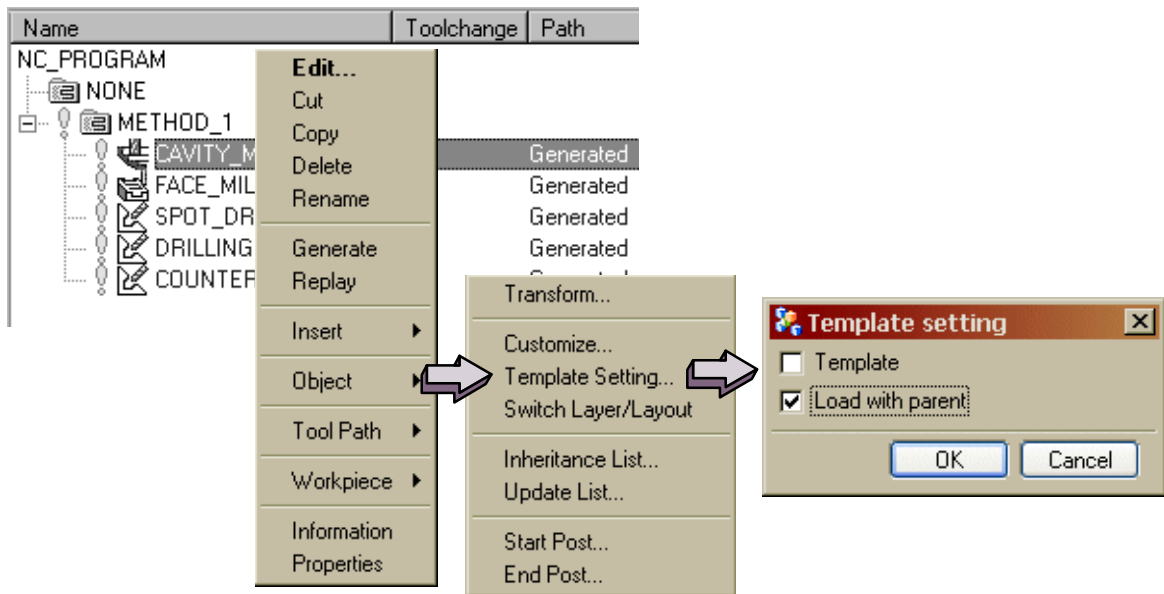 Name Toolchange Path
NC_PROGRAM
NONE
METHOD_1
CAVITY_M Generated
FACE_MIL Generated
SPOT_DR Generated
DRILLING Generated
COUNTER
Edit...
Cut
Copy
Delete
Rename
Generate
Replay
Insert
Object
Tool Path
Workpiece
Information
Properties
Transform...
Customize...
Template Setting...
Switch Layer/Layout
Inheritance List...
Update List...
Start Post...
End Post...
Template setting
Template
Load with parent
OK Cancel